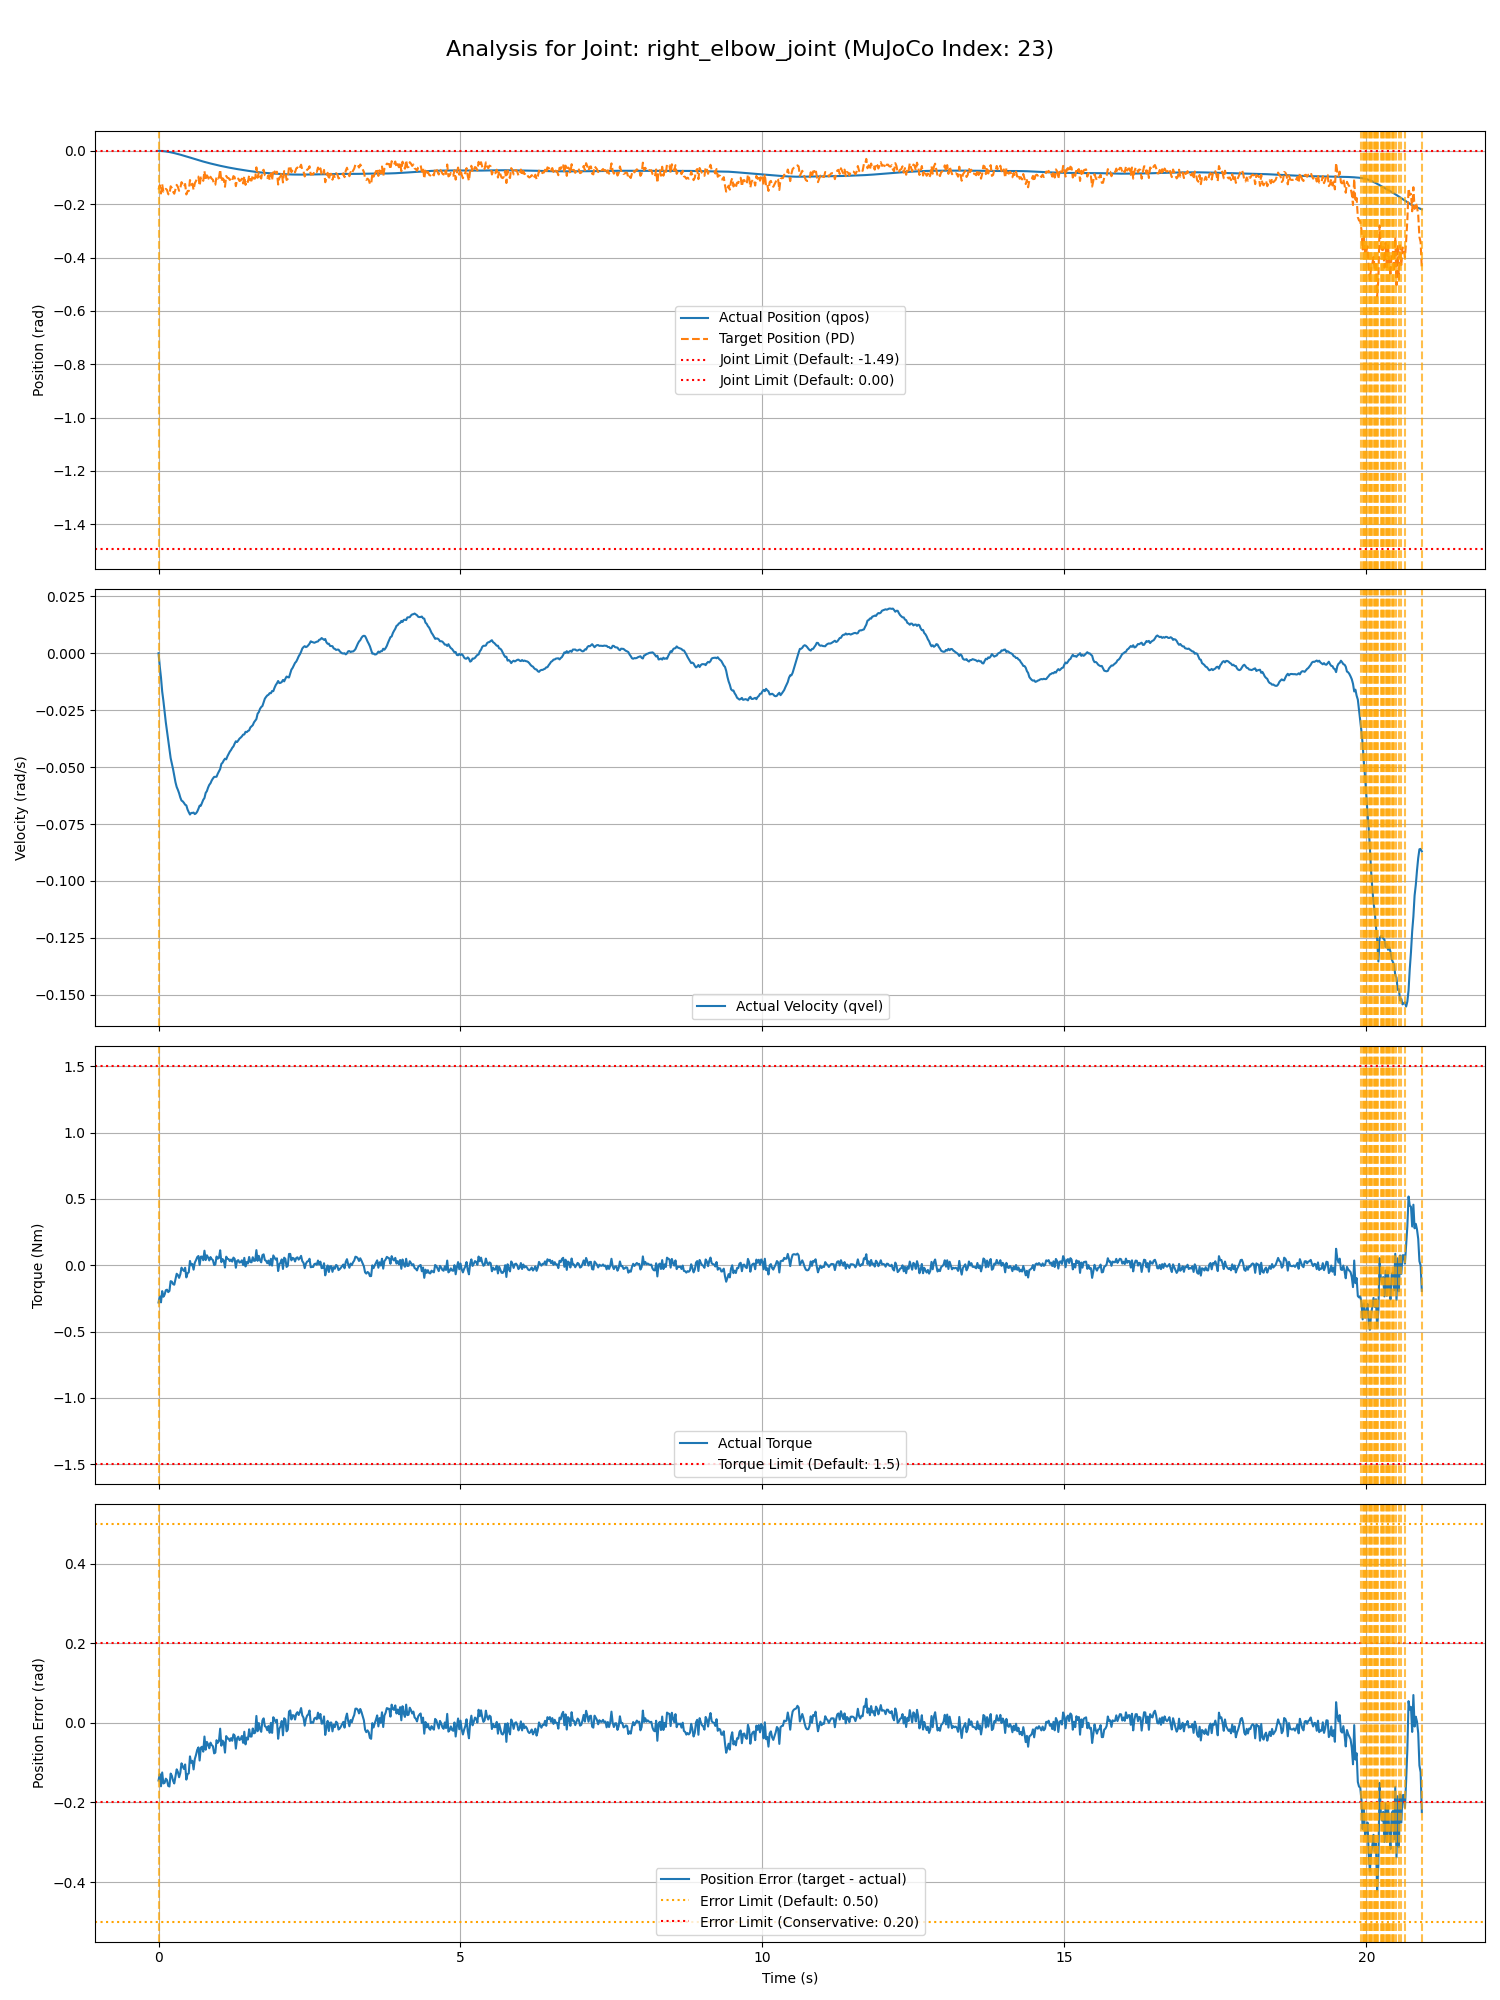 Analysis for Joint: right_elbow_joint (MuJoCo Index: 23)
0.0
−0.2
−0.4
−0.6
−0.8
−1.0
−1.2
−1.4
Position (rad)
Actual Position (qpos)
Target Position (PD)
Joint Limit (Default: -1.49)
Joint Limit (Default: 0.00)
0.025
0.000
−0.025
−0.050
−0.075
−0.100
−0.125
−0.150
Velocity (rad/s)
Actual Velocity (qvel)
1.5
1.0
0.5
0.0
−0.5
−1.0
−1.5
Torque (Nm)
Actual Torque
Torque Limit (Default: 1.5)
0.4
0.2
0.0
−0.2
−0.4
Position Error (rad)
Position Error (target - actual)
Error Limit (Default: 0.50)
Error Limit (Conservative: 0.20)
0
5
10
15
20
Time (s)